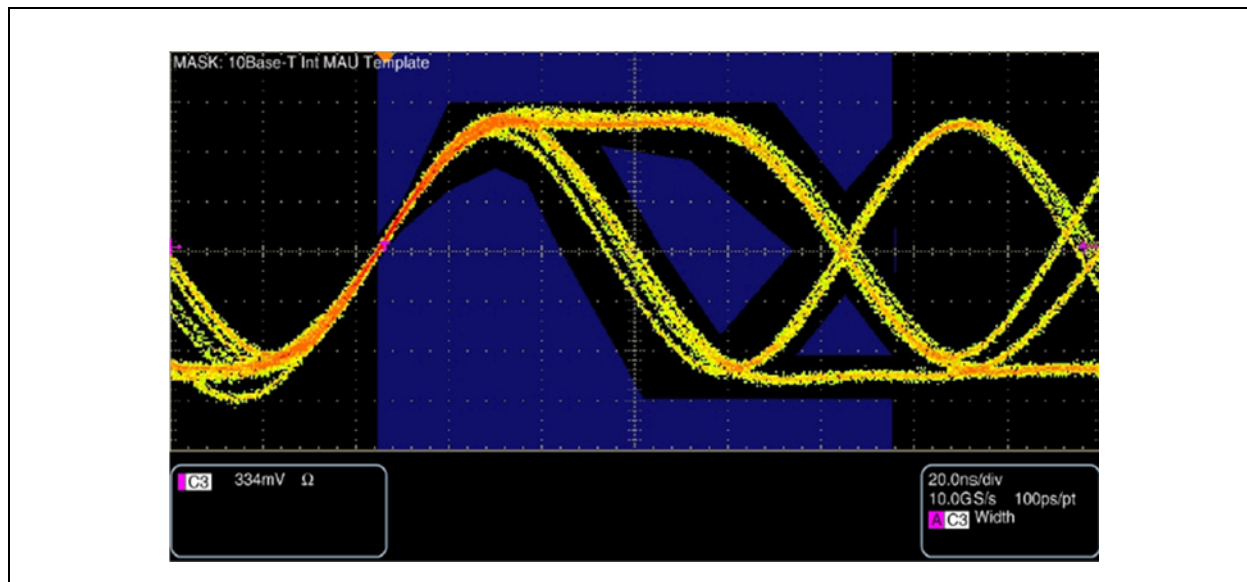 MASK: 10Base-T Int MAU Template
C3 334mV Ω
20.0ns/div
10.0GS/s 100ps/pt
A C3 Width